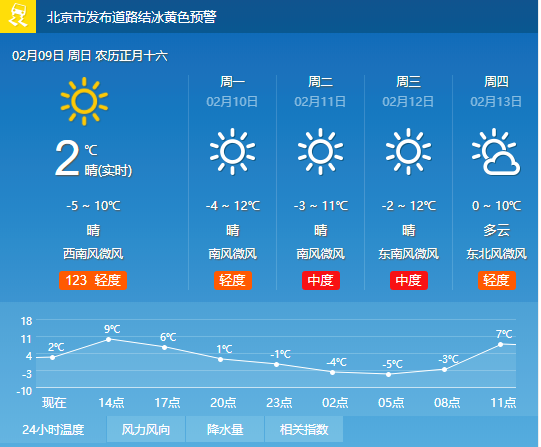 北京市发布道路结冰黄色预警
02月09日 周日 农历正月十六
2
℃
晴(实时)
-5 ~ 10℃
晴
西南风微风
123 轻度
周一
02月10日
-4 ~ 12℃
晴
南风微风
轻度
周二
02月11日
-3 ~ 11℃
晴
南风微风
中度
周三
02月12日
-2 ~ 12℃
晴
东南风微风
中度
周四
02月13日
0 ~ 10℃
多云
东北风微风
轻度
18
11
4
-3
-10
2℃
9℃
6℃
1℃
-1℃
-4℃
-5℃
-3℃
7℃
现在 14点 17点 20点 23点 02点 05点 08点 11点
24小时温度 风力风向 降水量 相关指数